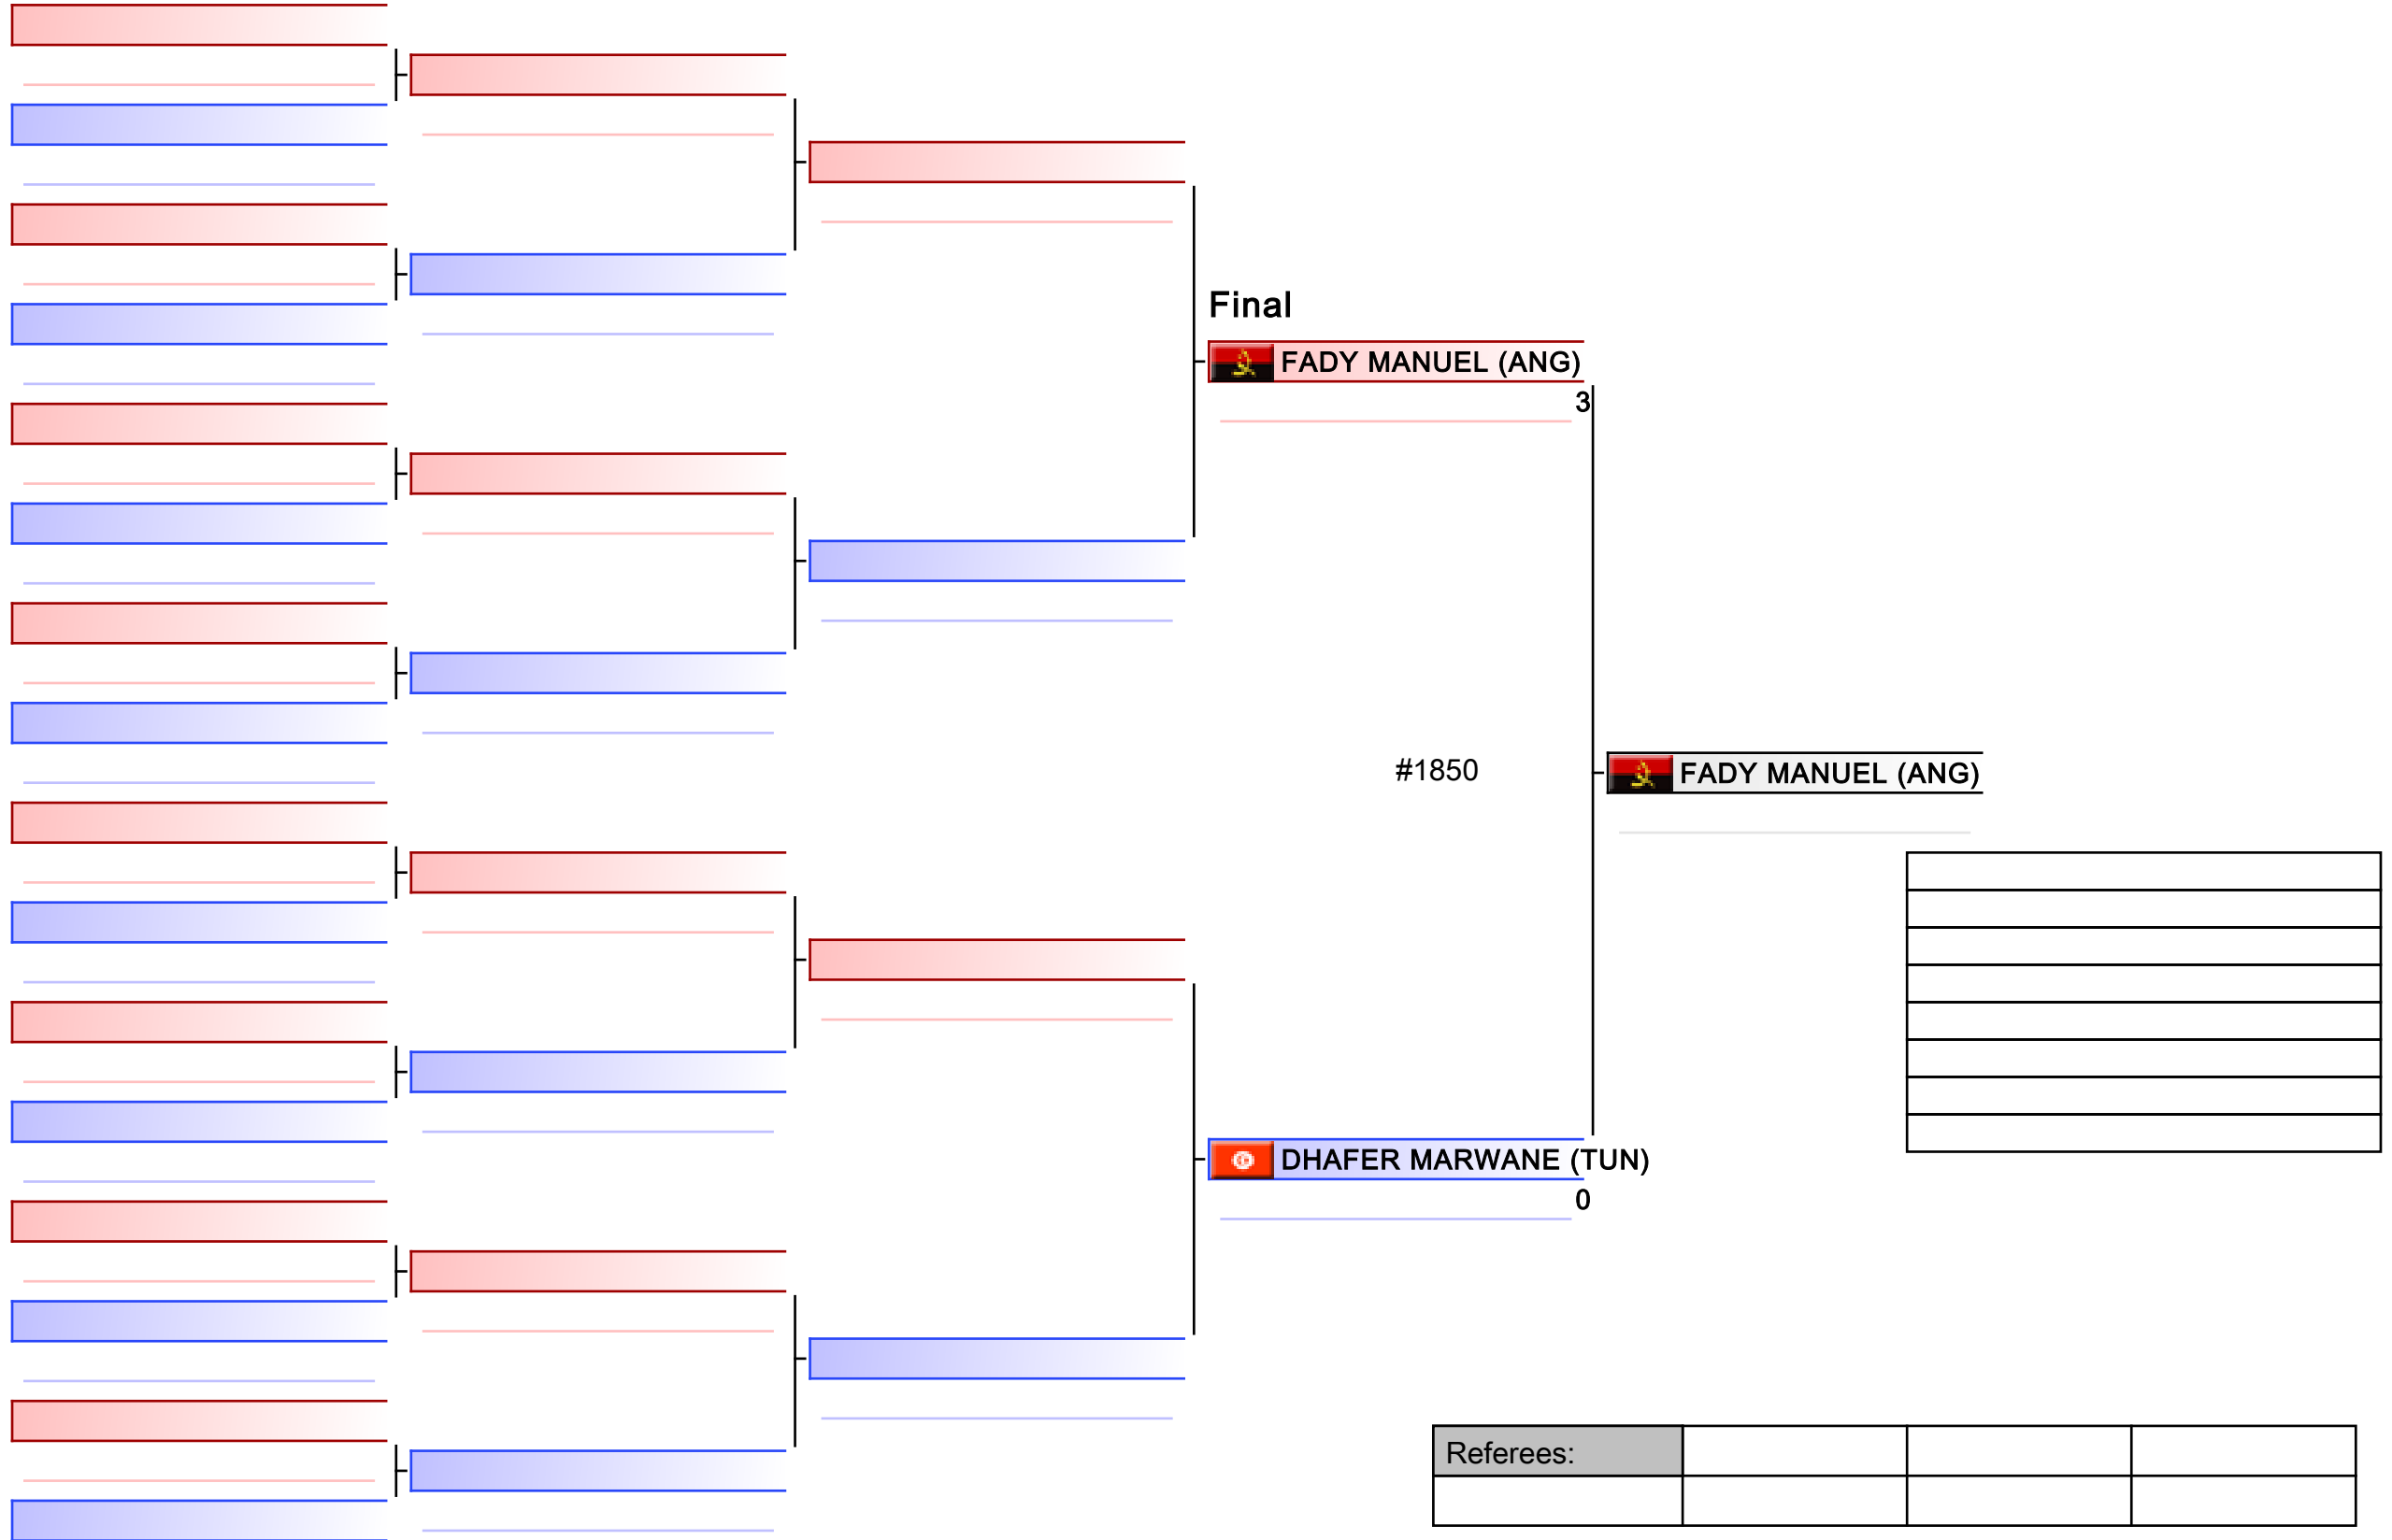 Final
FADY MANUEL (ANG)
3
#1850
FADY MANUEL (ANG)
DHAFER MARWANE (TUN)
0
Referees: